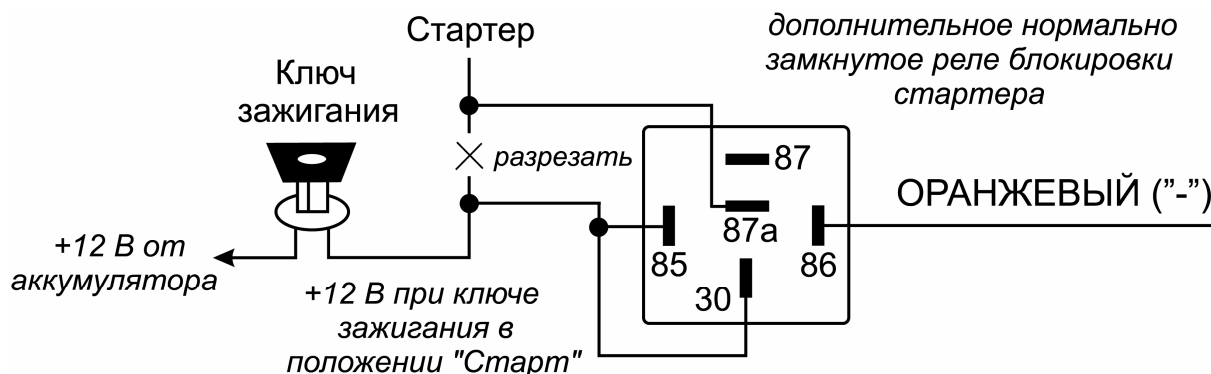 Стартер
дополнительное нормально
замкнутое реле блокировки
стартера
Ключ
зажигания
разрезать
87
ОРАНЖЕВЫЙ ("-")
87a
+12 В от
аккумулятора
85
86
30
+12 В при ключе
зажигания в
положении "Старт"